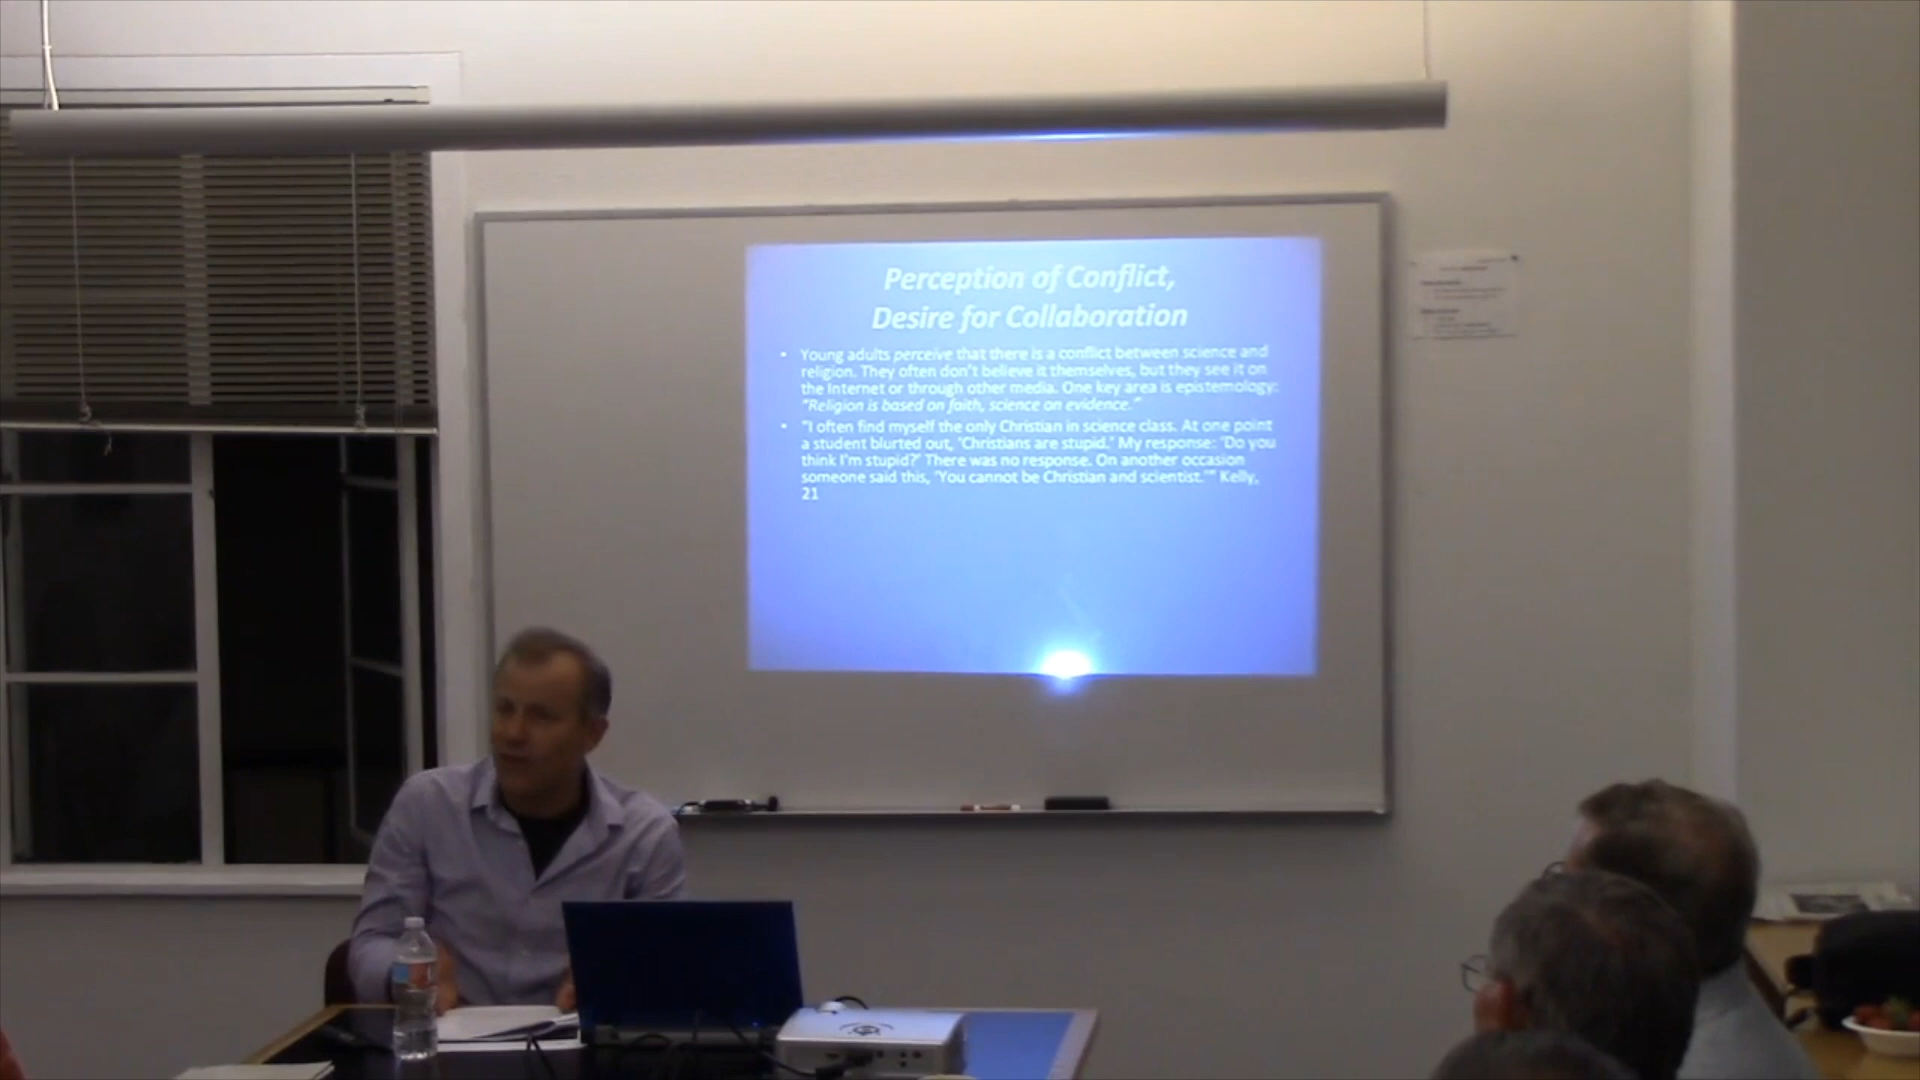 Perception of Conflict,
Desire for Collaboration
• Young adults perceive that there is a conflict between science and
religion. They often don't believe it themselves, but they see it on
the Internet or through other media. One key area is epistemology:
"Religion is based on faith, science on evidence."
• "I often find myself the only Christian in science class. At one point
a student blurted out, 'Christians are stupid.' My response: 'Do you
think I'm stupid?' There was no response. On another occasion
someone said this, 'You cannot be Christian and scientist.'" Kelly,
21